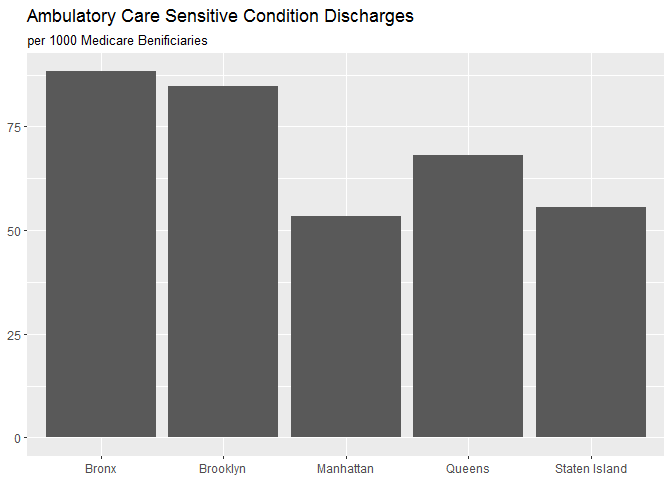 Ambulatory Care Sensitive Condition Discharges
per 1000 Medicare Benificiaries
75
50
25
0
Bronx Brooklyn Manhattan Queens Staten Island